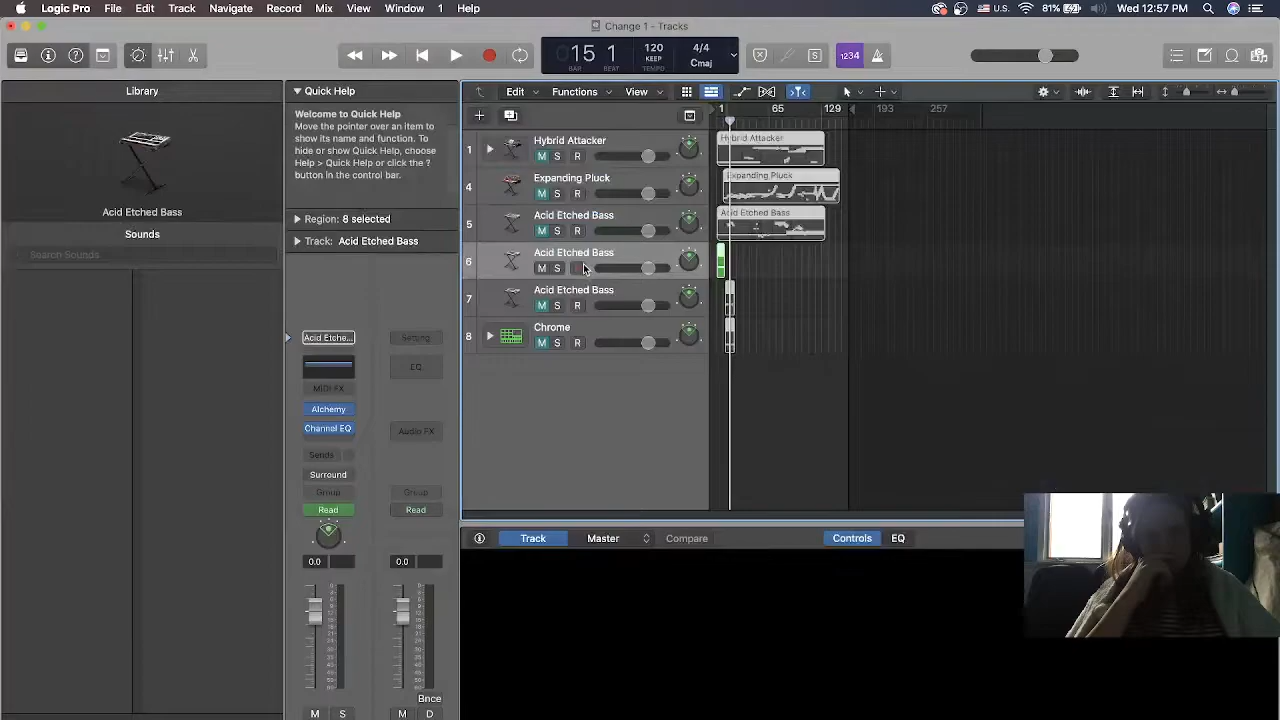 Logic Pro File Edit Track Navigate Record Mix View Window 1 Help U.S. 81% Wed 12:57 PM
Change 1 - Tracks
15 1 120 4/4
KEEP Cmaj
BAR BEAT TEMPO
S 1234
Library
Acid Etched Bass
Sounds
Search Sounds
Quick Help
Welcome to Quick Help
Move the pointer over an item to
show its name and function. To
hide or show Quick Help, choose
Help > Quick Help or click the ?
button in the control bar.
Region: 8 selected
Track: Acid Etched Bass
Acid Etche...
Setting
EQ
MIDI FX
Alchemy
Channel EQ
Audio FX
Sends
Surround
Group
Group
Read
Read
0.0
0.0
Bnce
M S
M D
Edit Functions View
1 65 129 193 257
1 Hybrid Attacker
M S R
4 Expanding Pluck
M S R
5 Acid Etched Bass
M S R
6 Acid Etched Bass
M S
7 Acid Etched Bass
M S R
8 Chrome
M S R
Hybrid Attacker
Expanding Pluck
Acid Etched Bass
Track Master Compare Controls EQ